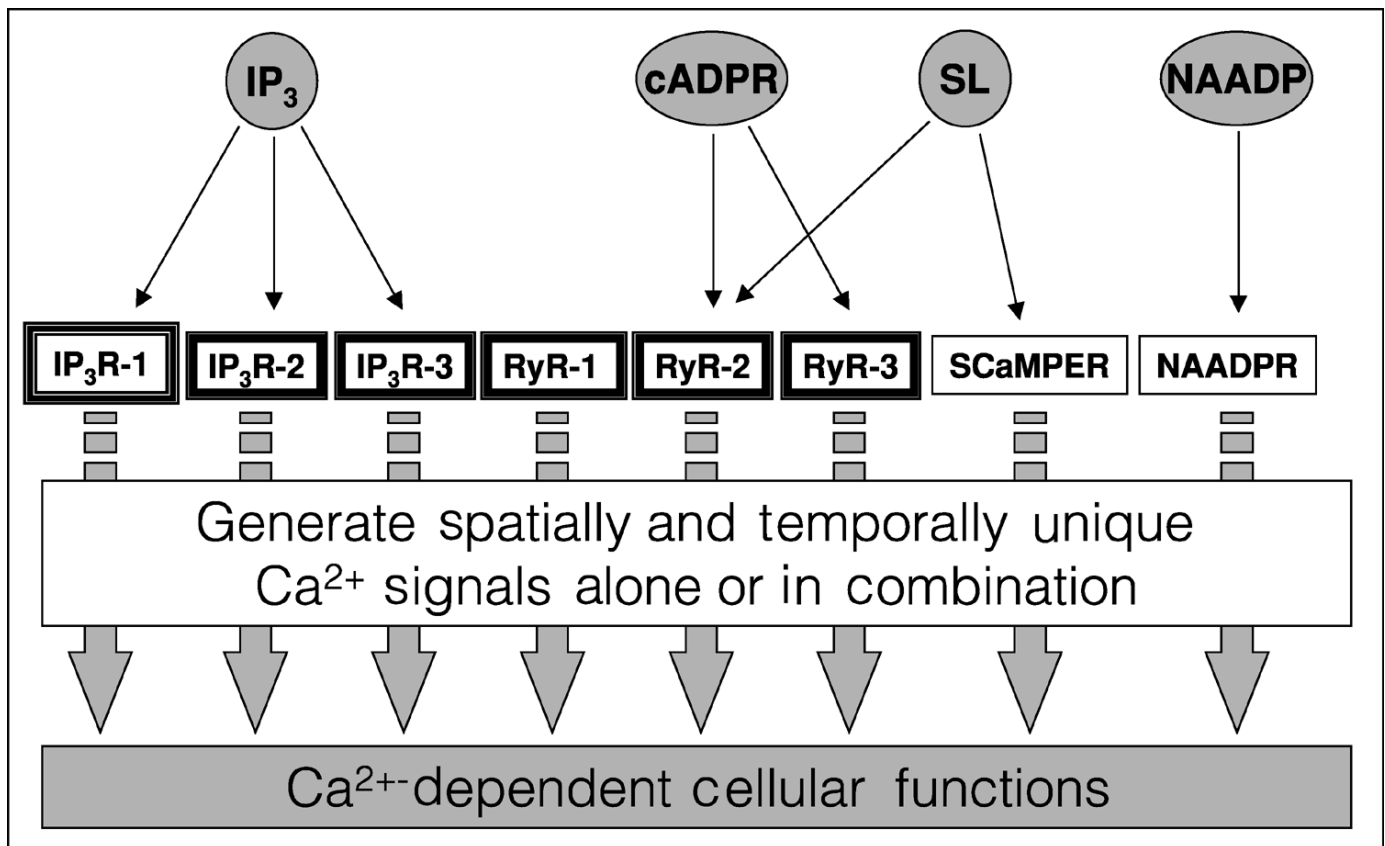 IP₃ cADPR SL NAADP
IP₃R-1 IP₃R-2 IP₃R-3 RyR-1 RyR-2 RyR-3 SCaMPER NAADPR
Generate spatially and temporally unique
Ca²⁺ signals alone or in combination
Ca²⁺⁻dependent cellular functions